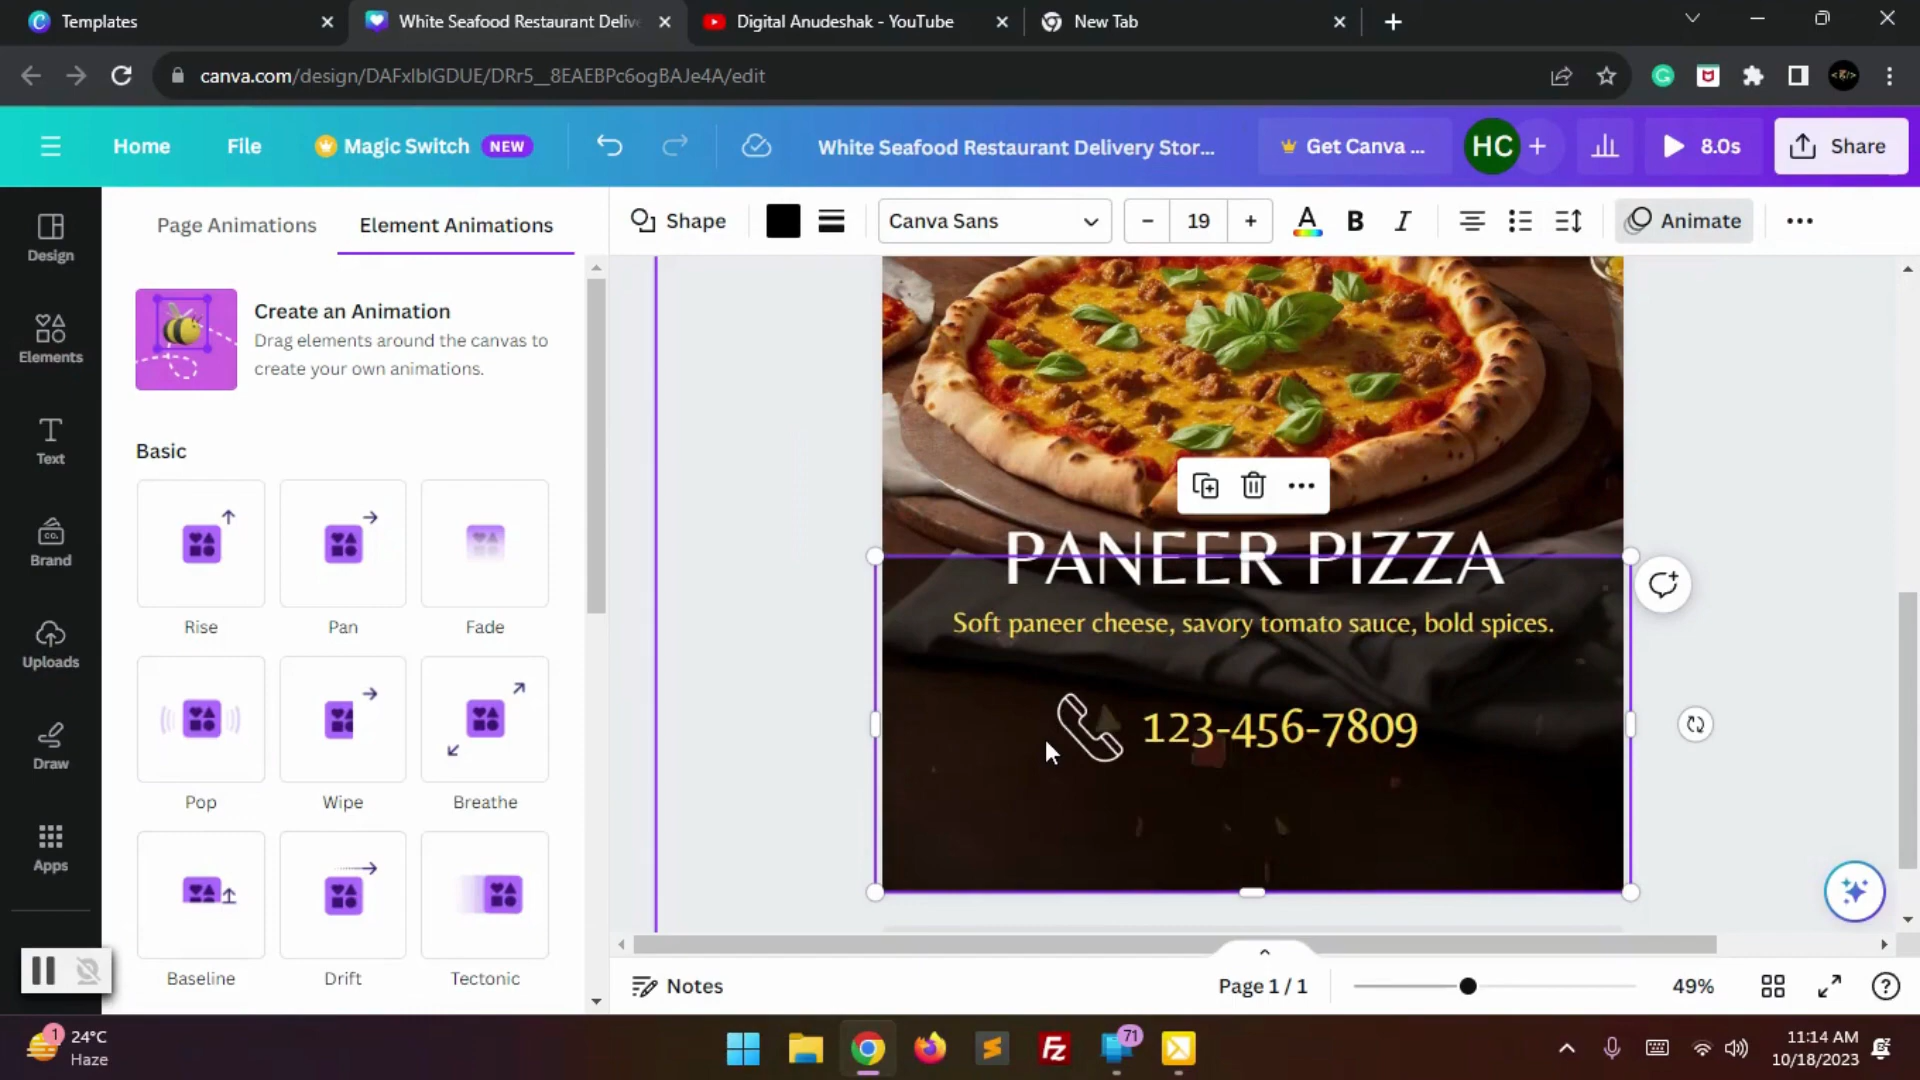 Templates
White Seafood Restaurant Delive
Digital Anudeshak - YouTube
New Tab
canva.com/design/DAFxIbIGDUE/DRr5__8EAEBPc6ogBAJe4A/edit
Home
File
Magic Switch NEW
White Seafood Restaurant Delivery Stor...
Get Canva ...
HC
8.0s
Share
Design
Elements
Text
Brand
Uploads
Draw
Apps
Page Animations
Element Animations
Shape
Canva Sans
19
Animate
Create an Animation
Drag elements around the canvas to
create your own animations.
Basic
Rise
Pan
Fade
Pop
Wipe
Breathe
Baseline
Drift
Tectonic
PANEER PIZZA
Soft paneer cheese, savory tomato sauce, bold spices.
123-456-7809
Notes
Page 1 / 1
49%
1
24°C
Haze
71
11:14 AM
10/18/2023